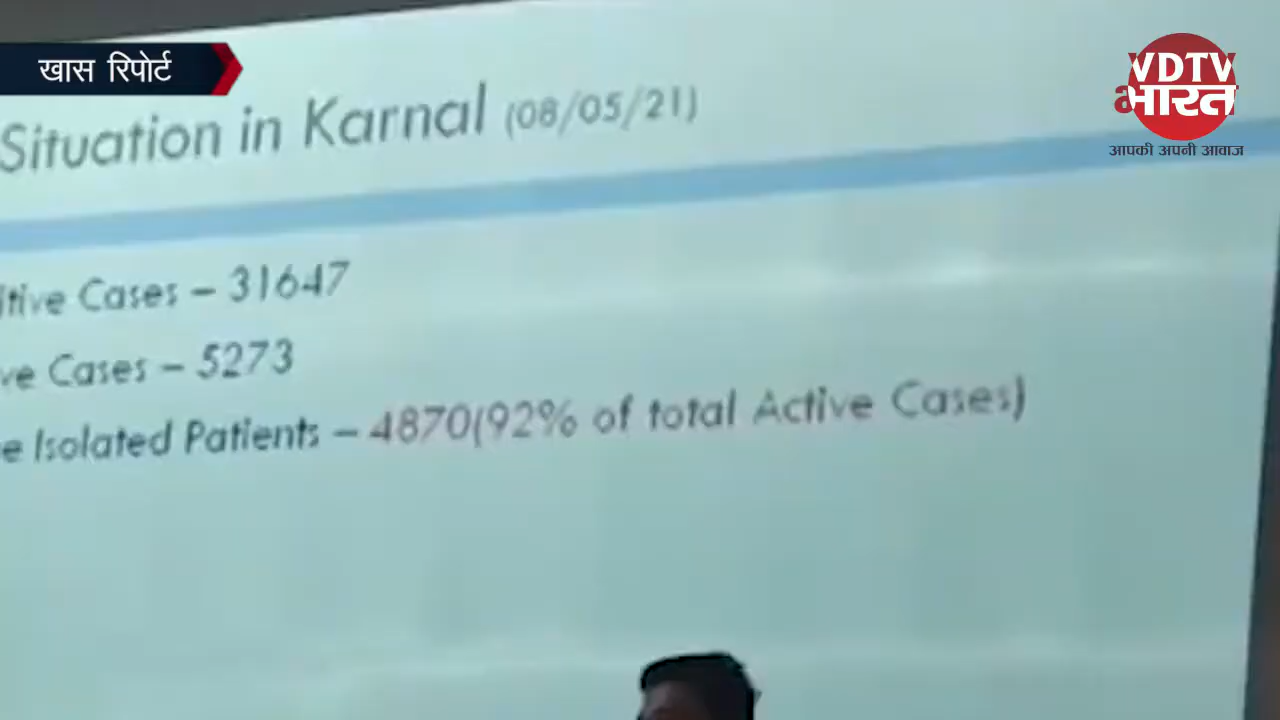 खास रिपोर्ट
VDTV
भारत
आपकी अपनी आवाज
Situation in Karnal (08/05/21)
itive Cases – 31647
ve Cases – 5273
e Isolated Patients – 4870(92% of total Active Cases)